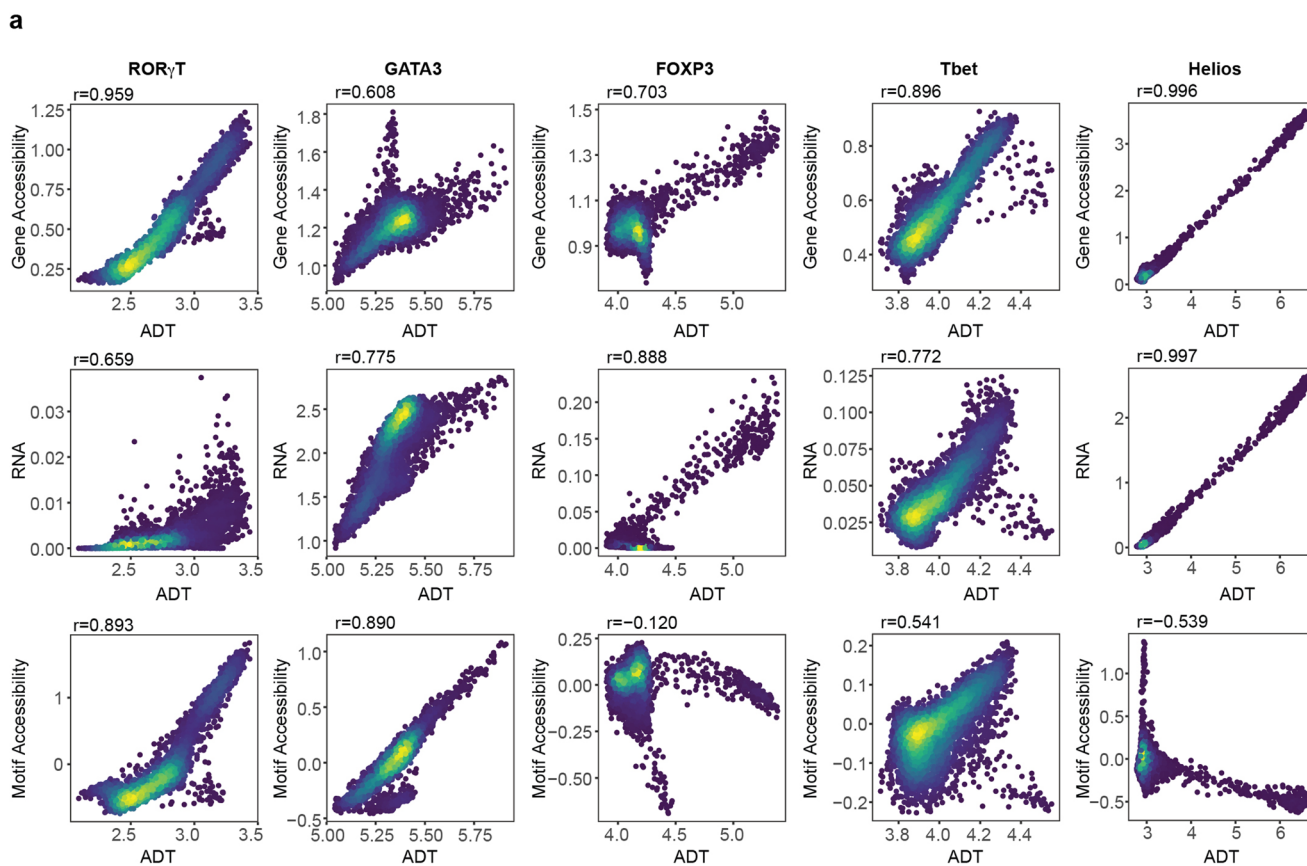 a
RORγT GATA3 FOXP3 Tbet Helios
r=0.959 r=0.608 r=0.703 r=0.896 r=0.996
Gene Accessibility
1.25
1.00
0.75
0.50
0.25
2.5 3.0 3.5
ADT
Gene Accessibility
1.8
1.6
1.4
1.2
1.0
5.00 5.25 5.50 5.75
ADT
Gene Accessibility
1.5
1.3
1.1
0.9
4.0 4.5 5.0
ADT
Gene Accessibility
0.8
0.6
0.4
3.8 4.0 4.2 4.4
ADT
Gene Accessibility
3
2
1
0
3 4 5 6
ADT
r=0.659 r=0.775 r=0.888 r=0.772 r=0.997
RNA
0.03
0.02
0.01
0.00
2.5 3.0 3.5
ADT
RNA
2.5
2.0
1.5
1.0
5.00 5.25 5.50 5.75
ADT
RNA
0.20
0.15
0.10
0.05
0.00
4.0 4.5 5.0
ADT
RNA
0.125
0.100
0.075
0.050
0.025
3.8 4.0 4.2 4.4
ADT
RNA
2
1
0
3 4 5 6
ADT
r=0.893 r=0.890 r=−0.120 r=0.541 r=−0.539
Motif Accessibility
1
0
2.5 3.0 3.5
ADT
Motif Accessibility
1.0
0.5
0.0
−0.5
5.00 5.25 5.50 5.75
ADT
Motif Accessibility
0.25
0.00
−0.25
−0.50
4.0 4.5 5.0
ADT
Motif Accessibility
0.2
0.1
0.0
−0.1
−0.2
3.8 4.0 4.2 4.4
ADT
Motif Accessibility
1.5
1.0
0.5
0.0
−0.5
3 4 5 6
ADT